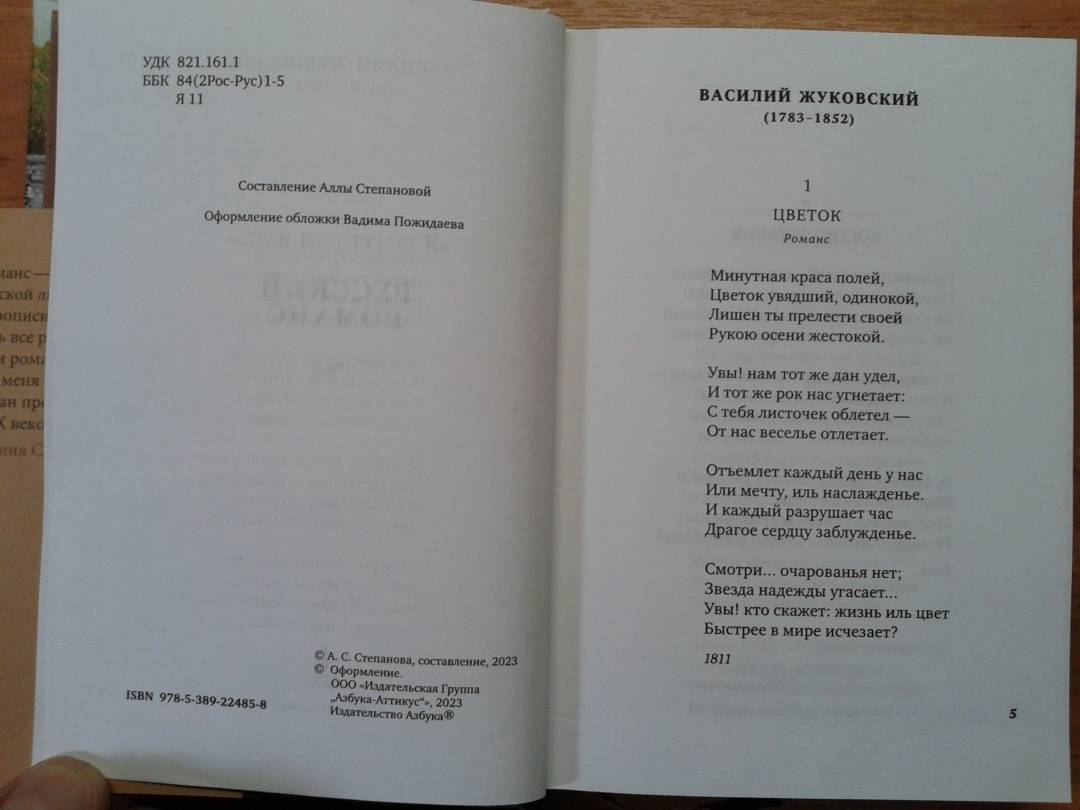 УДК 821.161.1
ББК 84(2Рос-Рус)1-5
Я 11
Составление Аллы Степановой
Оформление обложки Вадима Пожидаева
© А. С. Степанова, составление, 2023
© Оформление.
ООО «Издательская Группа
„Азбука-Аттикус“», 2023
Издательство Азбука®
ISBN 978-5-389-22485-8
ВАСИЛИЙ ЖУКОВСКИЙ
(1783–1852)
1
ЦВЕТОК
Романс
Минутная краса полей,
Цветок увядший, одинокой,
Лишен ты прелести своей
Рукою осени жестокой.
Увы! нам тот же дан удел,
И тот же рок нас угнетает:
С тебя листочек облетел —
От нас веселье отлетает.
Отъемлет каждый день у нас
Или мечту, иль наслажденье.
И каждый разрушает час
Драгое сердцу заблужденье.
Смотри... очарованья нет;
Звезда надежды угасает...
Увы! кто скажет: жизнь иль цвет
Быстрее в мире исчезает?
1811
5